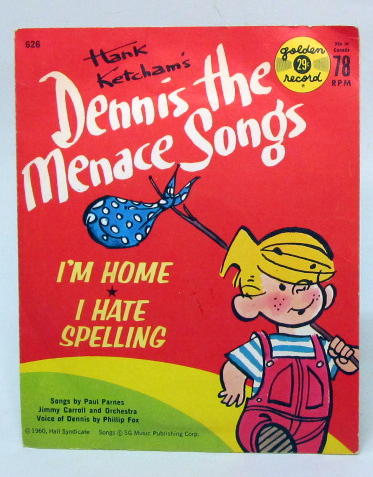 626
Hank
Ketcham's
Dennis the
Menace Songs
golden
29¢
record
78
RPM
I'M HOME
I HATE
SPELLING
Songs by Paul Parnes
Jimmy Carroll and Orchestra
Voice of Dennis by Phillip Fox
© 1960, Hall Syndicate Songs © SG Music Publishing Corp.